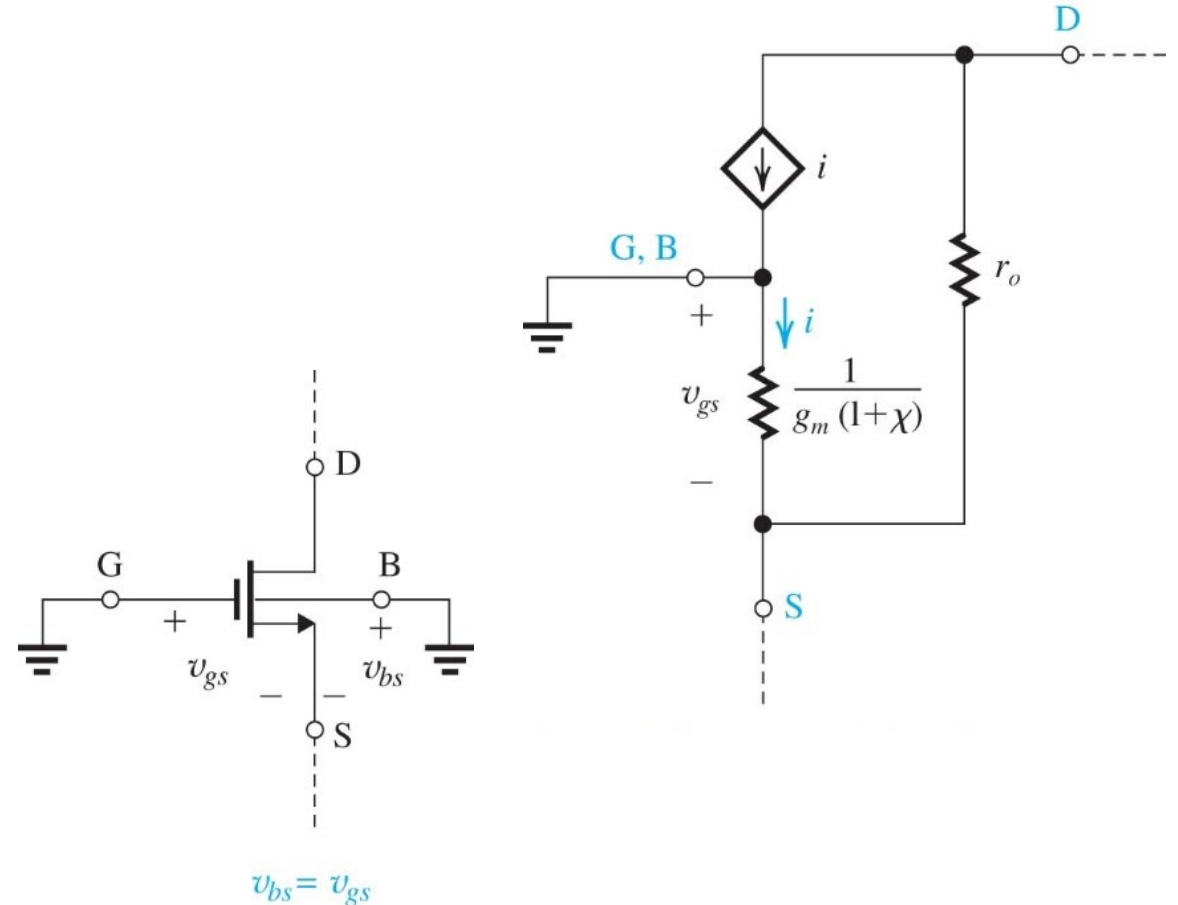 D
i
G, B
+
i
r_o
v_gs
1
g_m (1+χ)
−
S
D
G
B
+
+
v_gs
v_bs
− −
S
v_bs = v_gs